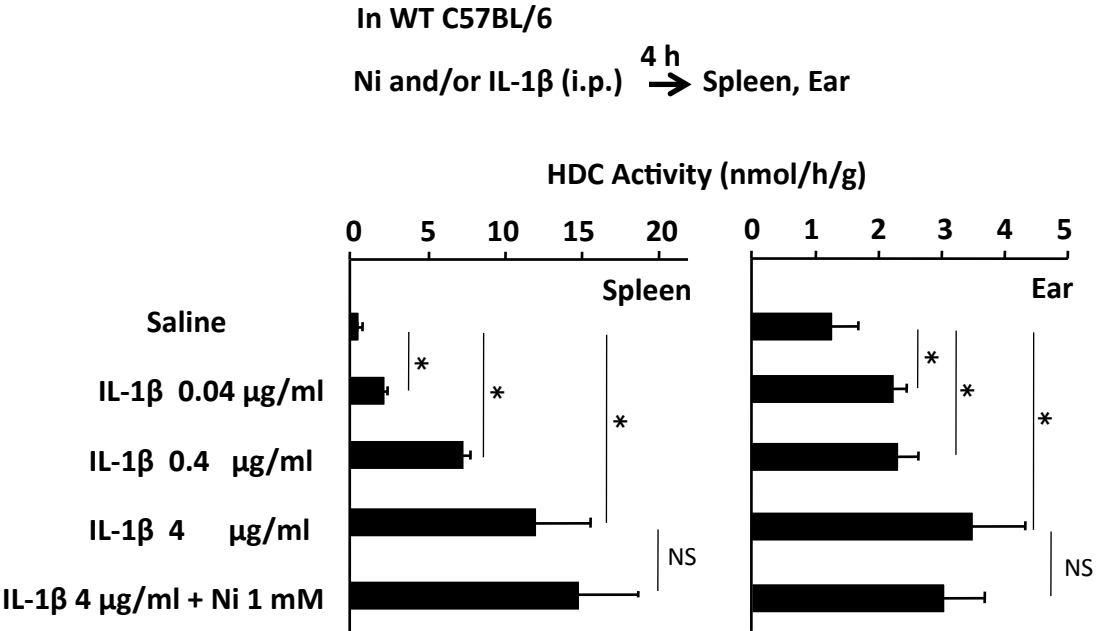 In WT C57BL/6
4 h
Ni and/or IL-1β (i.p.) → Spleen, Ear
HDC Activity (nmol/h/g)
0 5 10 15 20 0 1 2 3 4 5
Spleen Ear
Saline
*
*
IL-1β 0.04 μg/ml
* *
* *
IL-1β 0.4 μg/ml
IL-1β 4 μg/ml
NS NS
IL-1β 4 μg/ml + Ni 1 mM